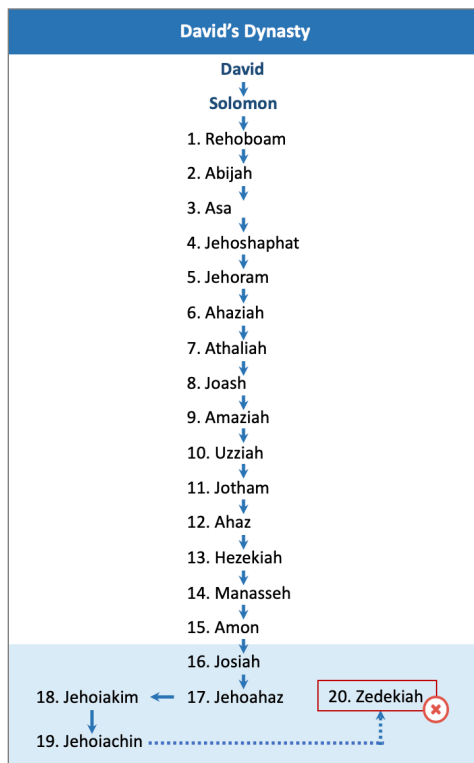 David's Dynasty
David
Solomon
1. Rehoboam
2. Abijah
3. Asa
4. Jehoshaphat
5. Jehoram
6. Ahaziah
7. Athaliah
8. Joash
9. Amaziah
10. Uzziah
11. Jotham
12. Ahaz
13. Hezekiah
14. Manasseh
15. Amon
16. Josiah
18. Jehoiakim 17. Jehoahaz 20. Zedekiah
19. Jehoiachin